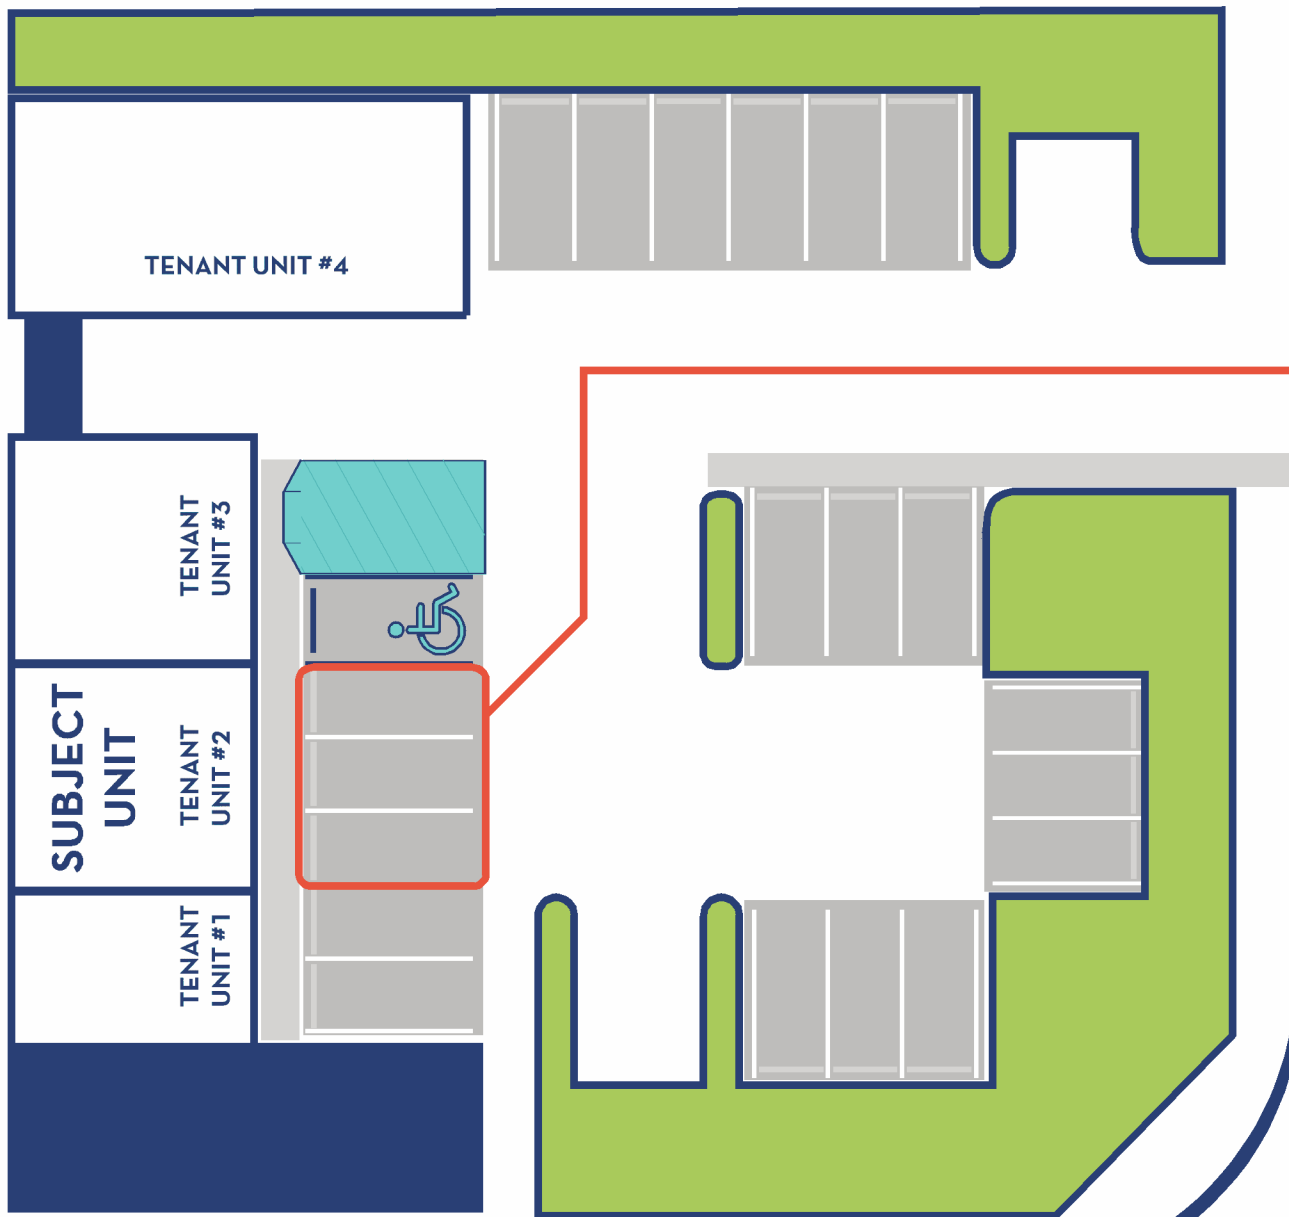 TENANT UNIT #4
TENANT
UNIT #3
SUBJECT
UNIT
TENANT
UNIT #2
TENANT
UNIT #1